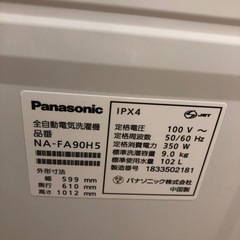 Panasonic
全自動電気洗濯機
品番
NA-FA90H5
外形寸法
幅 599 mm
奥行 610 mm
高さ 1012 mm
IPX4
JET
定格電圧 100 V ~
定格周波数 50/60 Hz
定格消費電力 350 W
標準洗濯容量 9.0 kg
標準使用水量 102 L
製造番号 1833502181
パナソニック株式会社
中国製